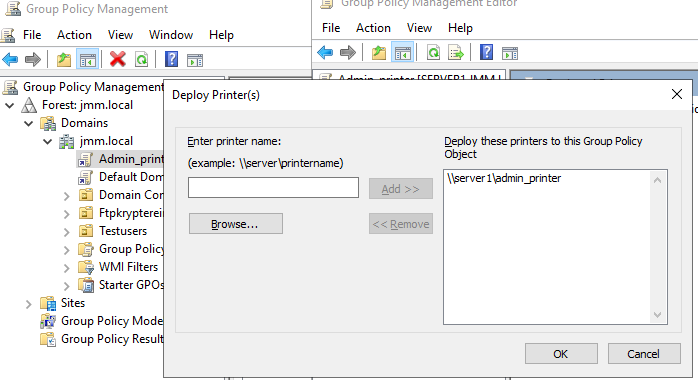 Group Policy Management
File Action View Window Help
Group Policy Management
Forest: jmm.local
Domains
jmm.local
Admin_print
Default Dom
Domain Con
Ftpkrypterein
Testusers
Group Policy
WMI Filters
Starter GPOs
Sites
Group Policy Mode
Group Policy Result
Group Policy Management Editor
File Action View Help
Admin_printer [SERVER1.JMM.L
Deploy Printer(s)
Enter printer name:
(example: \\server\printername)
Add >>
Browse...
<< Remove
Deploy these printers to this Group Policy
Object
\\server1\admin_printer
OK
Cancel